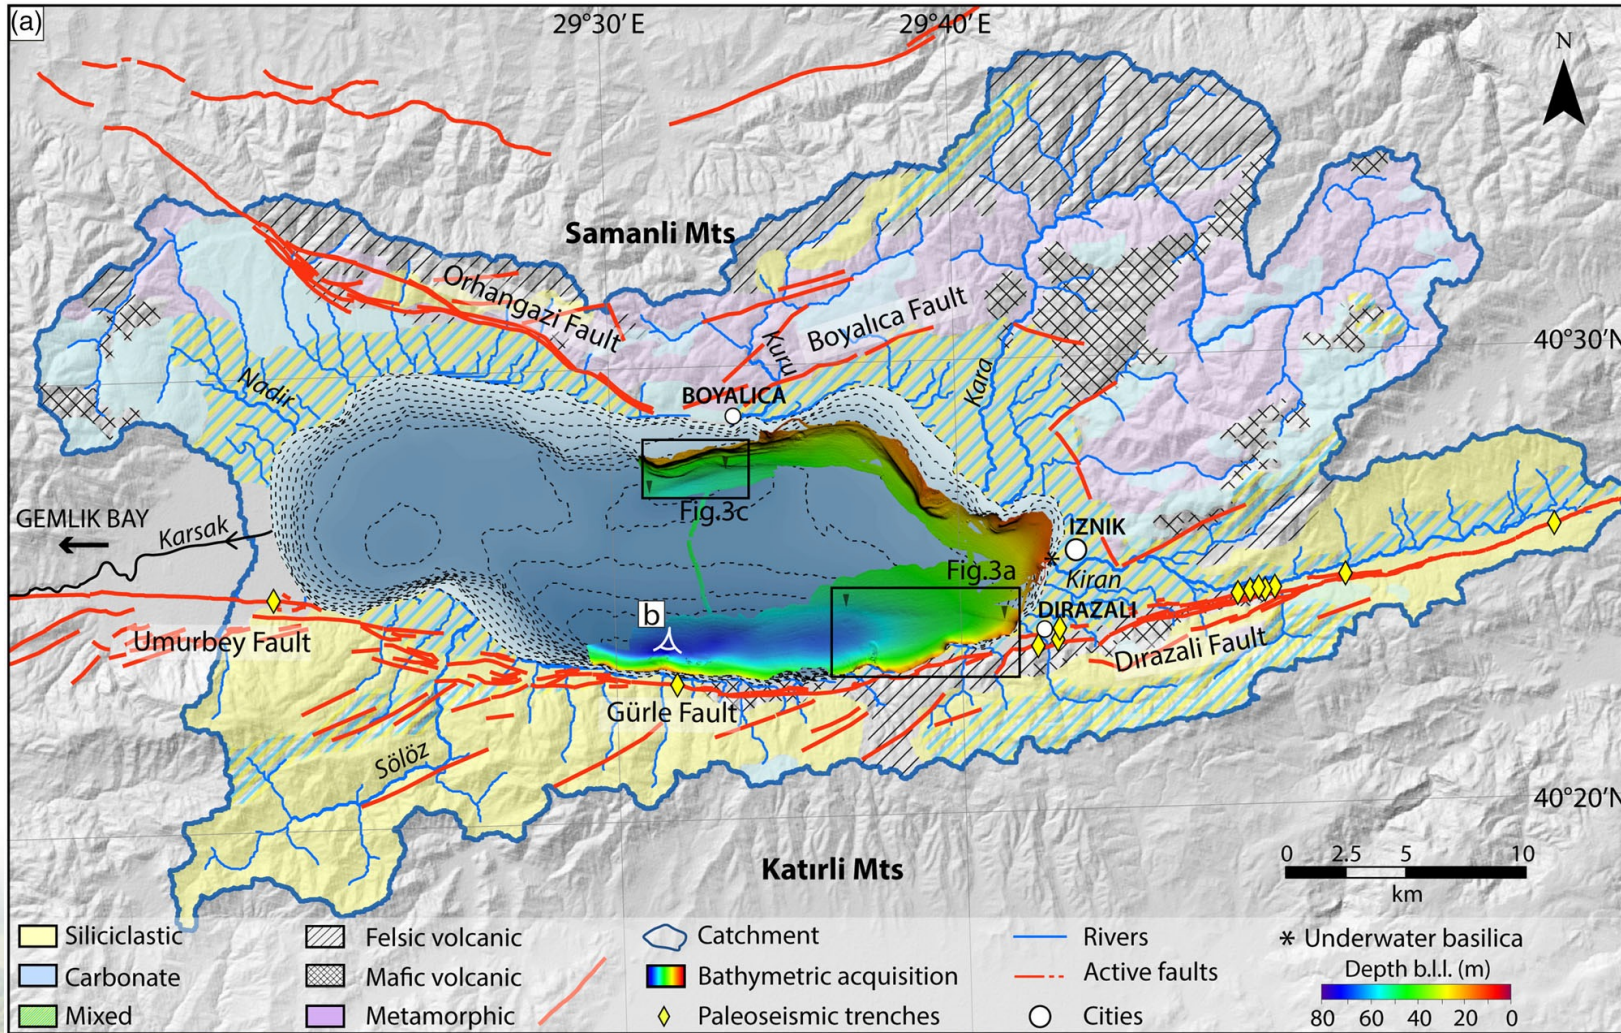 (a)
29°30′E
29°40′E
N
Samanli Mts
Orhangazi Fault
Boyalıca Fault
Kuru
Kara
40°30′N
Nadir
BOYALICA
GEMLIK BAY
Karsak
Fig.3c
İZNIK
Kiran
Fig.3a
b
DIRAZALI
Umurbey Fault
Dırazali Fault
Gürle Fault
Sölöz
40°20′N
Katırli Mts
0 2.5 5 10
km
Siliciclastic
Felsic volcanic
Catchment
Rivers
* Underwater basilica
Carbonate
Mafic volcanic
Bathymetric acquisition
Active faults
Depth b.l.l. (m)
Mixed
Metamorphic
Paleoseismic trenches
Cities
80 60 40 20 0